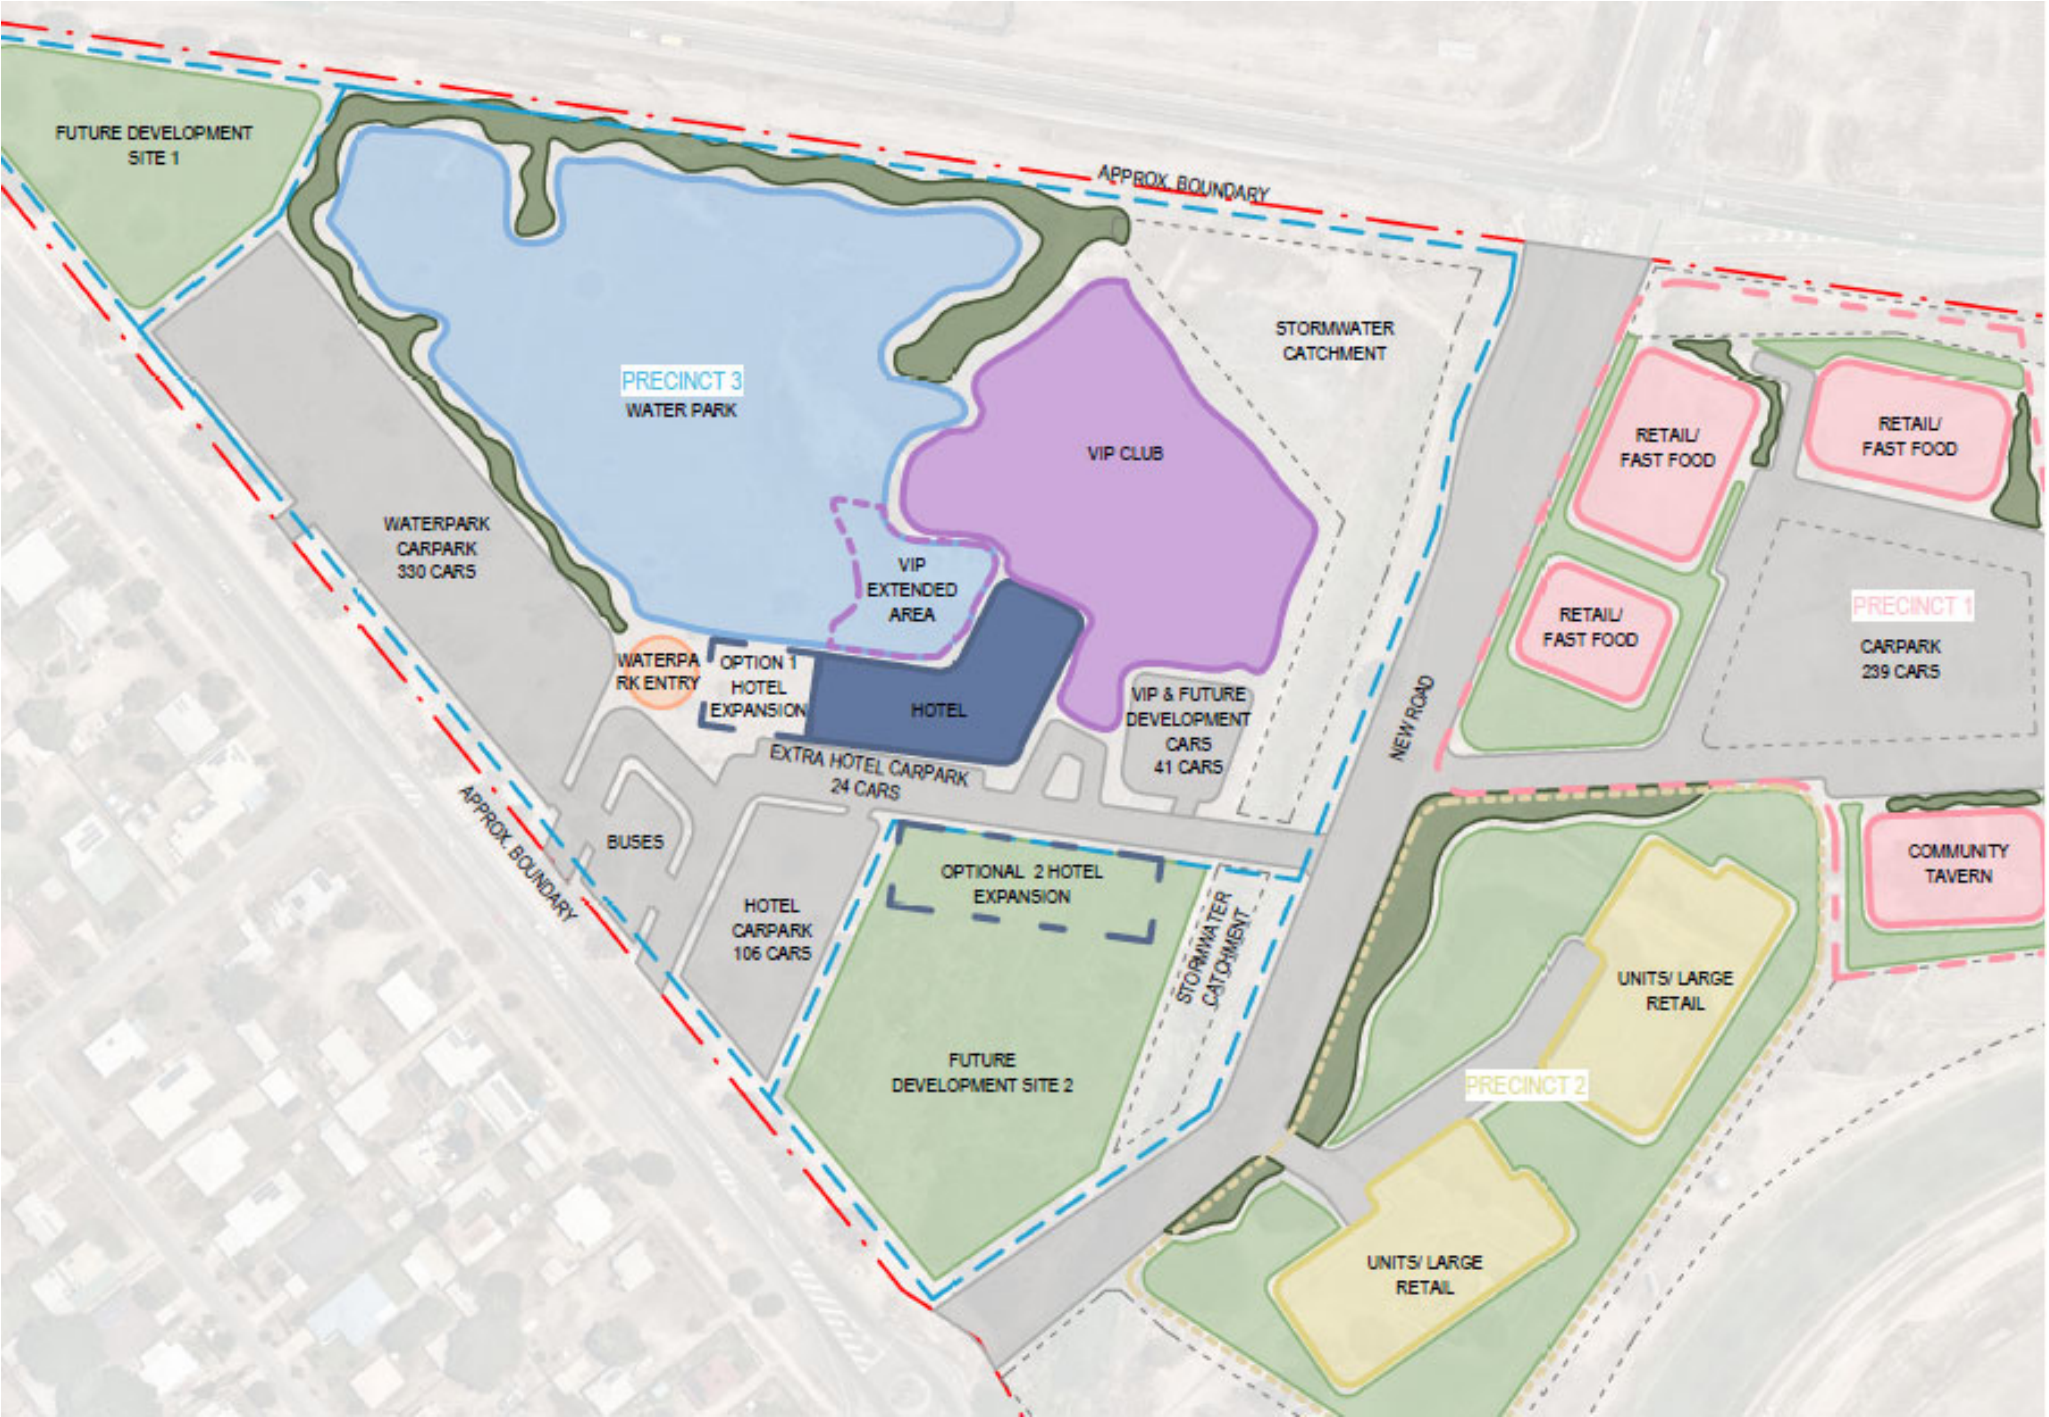 FUTURE DEVELOPMENT
SITE 1
APPROX. BOUNDARY
STORMWATER
CATCHMENT
PRECINCT 3
WATER PARK
VIP CLUB
RETAIL/
FAST FOOD
RETAIL/
FAST FOOD
WATERPARK
CARPARK
330 CARS
VIP
EXTENDED
AREA
RETAIL/
FAST FOOD
PRECINCT 1
CARPARK
239 CARS
WATERPA
RK ENTRY
OPTION 1
HOTEL
EXPANSION
HOTEL
VIP & FUTURE
DEVELOPMENT
CARS
41 CARS
NEW ROAD
EXTRA HOTEL CARPARK
24 CARS
APPROX. BOUNDARY
BUSES
OPTIONAL 2 HOTEL
EXPANSION
COMMUNITY
TAVERN
HOTEL
CARPARK
106 CARS
STORMWATER
CATCHMENT
UNITS/ LARGE
RETAIL
FUTURE
DEVELOPMENT SITE 2
PRECINCT 2
UNITS/ LARGE
RETAIL